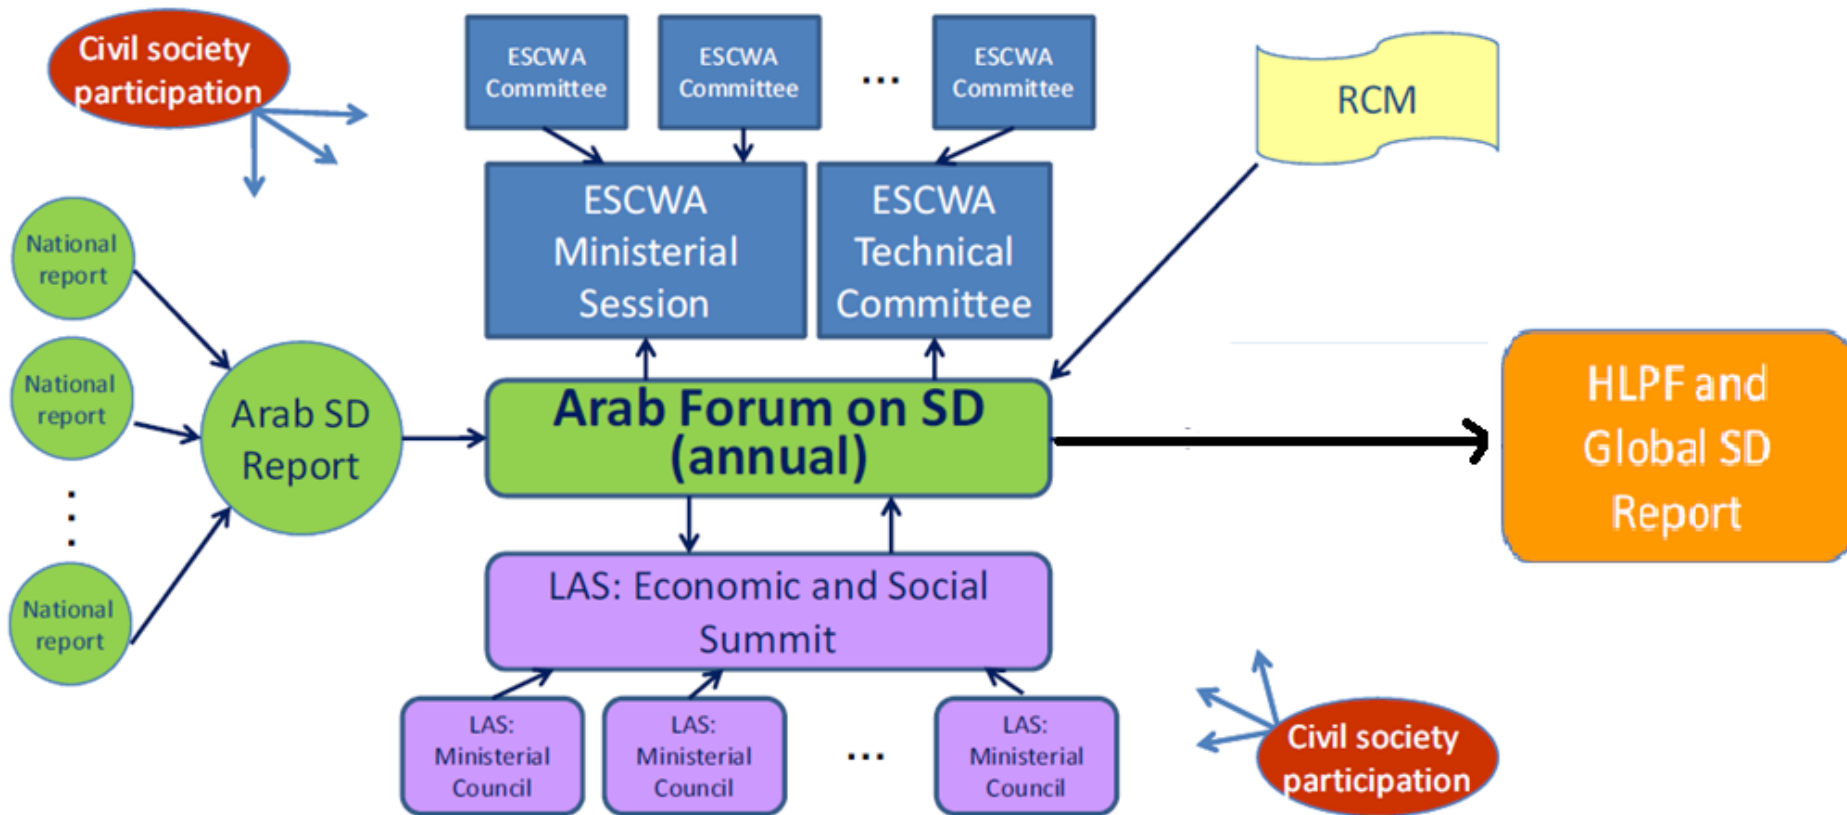 Civil society
participation
ESCWA
Committee
ESCWA
Committee
...
ESCWA
Committee
RCM
ESCWA
Ministerial
Session
ESCWA
Technical
Committee
National
report
National
report
...
National
report
Arab SD
Report
Arab Forum on SD
(annual)
HLPF and
Global SD
Report
LAS: Economic and Social
Summit
LAS:
Ministerial
Council
LAS:
Ministerial
Council
...
LAS:
Ministerial
Council
Civil society
participation